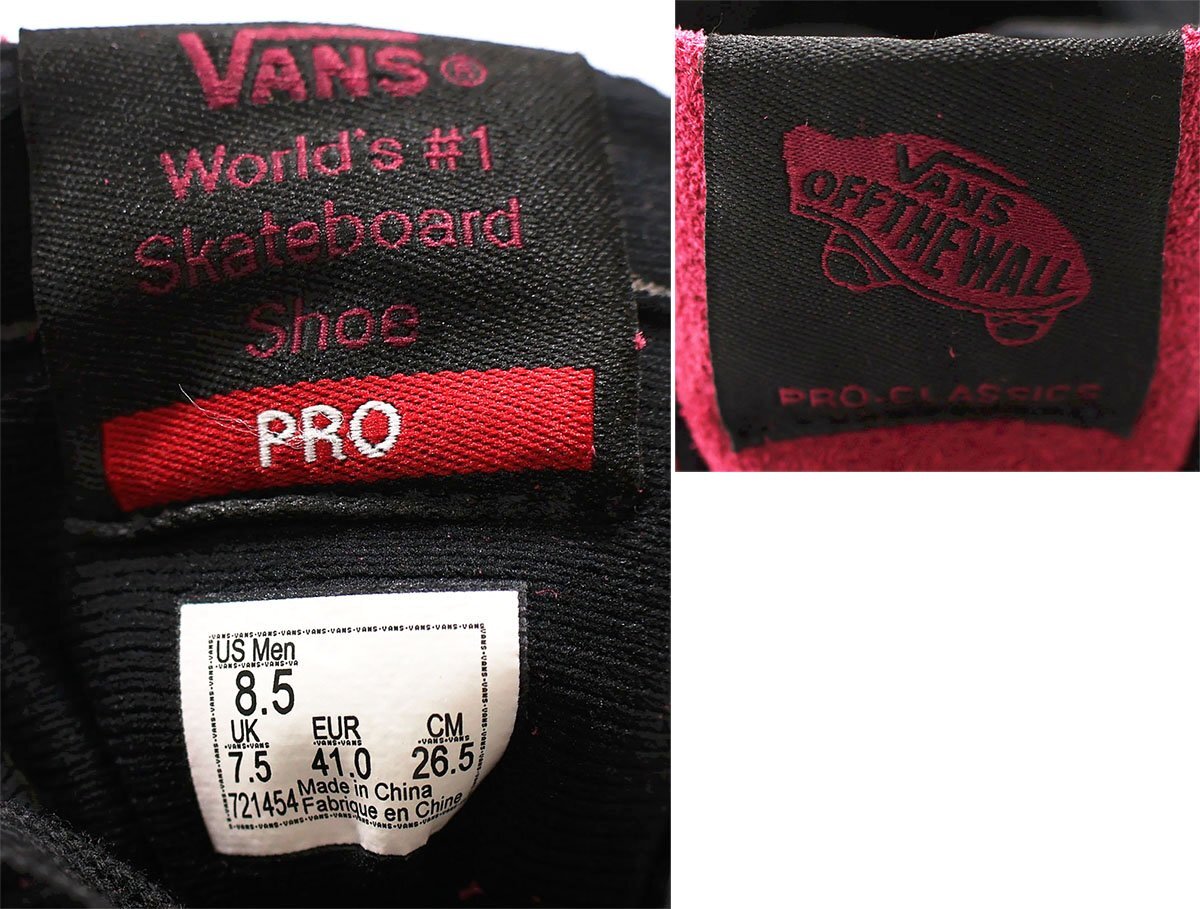 VANS®
World's #1
Skateboard
Shoe
PRO
US Men
8.5
UK EUR CM
7.5 41.0 26.5
721454 Made in China
Fabrique en Chine
VANS
OFF THE WALL
PRO-CLASSICS